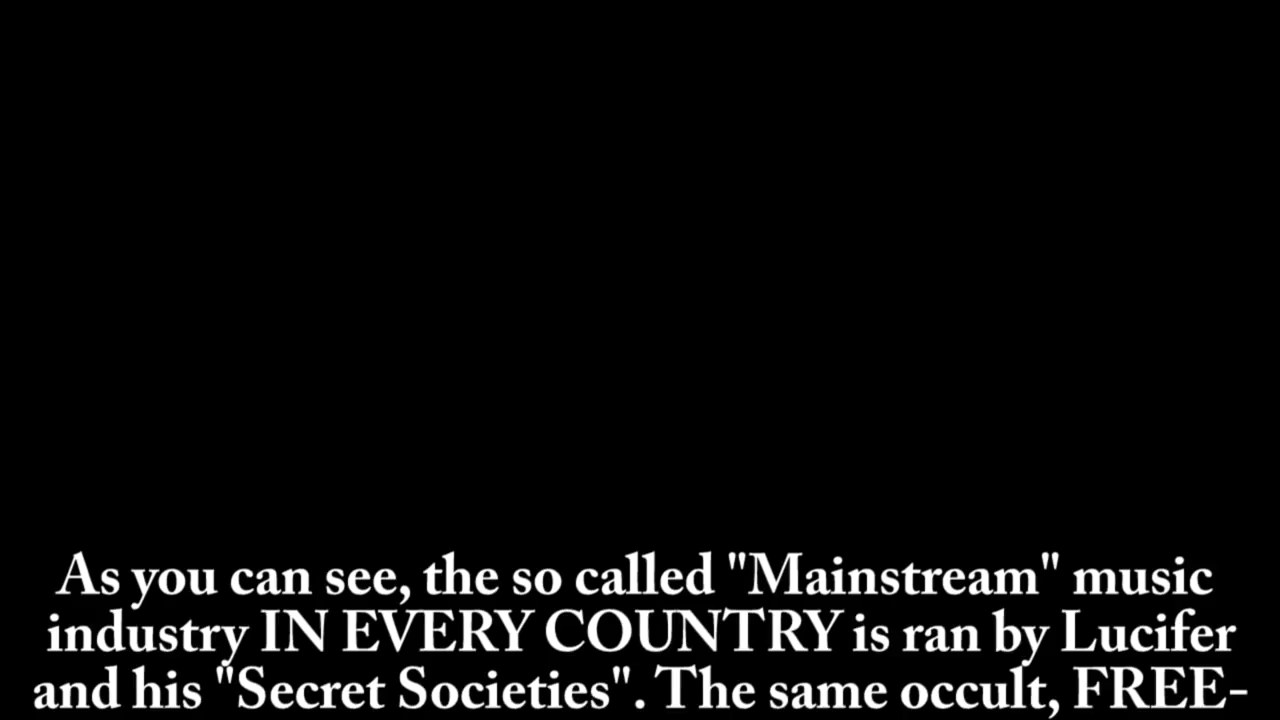 As you can see, the so called "Mainstream" music
industry IN EVERY COUNTRY is ran by Lucifer
and his "Secret Societies". The same occult, FREE-